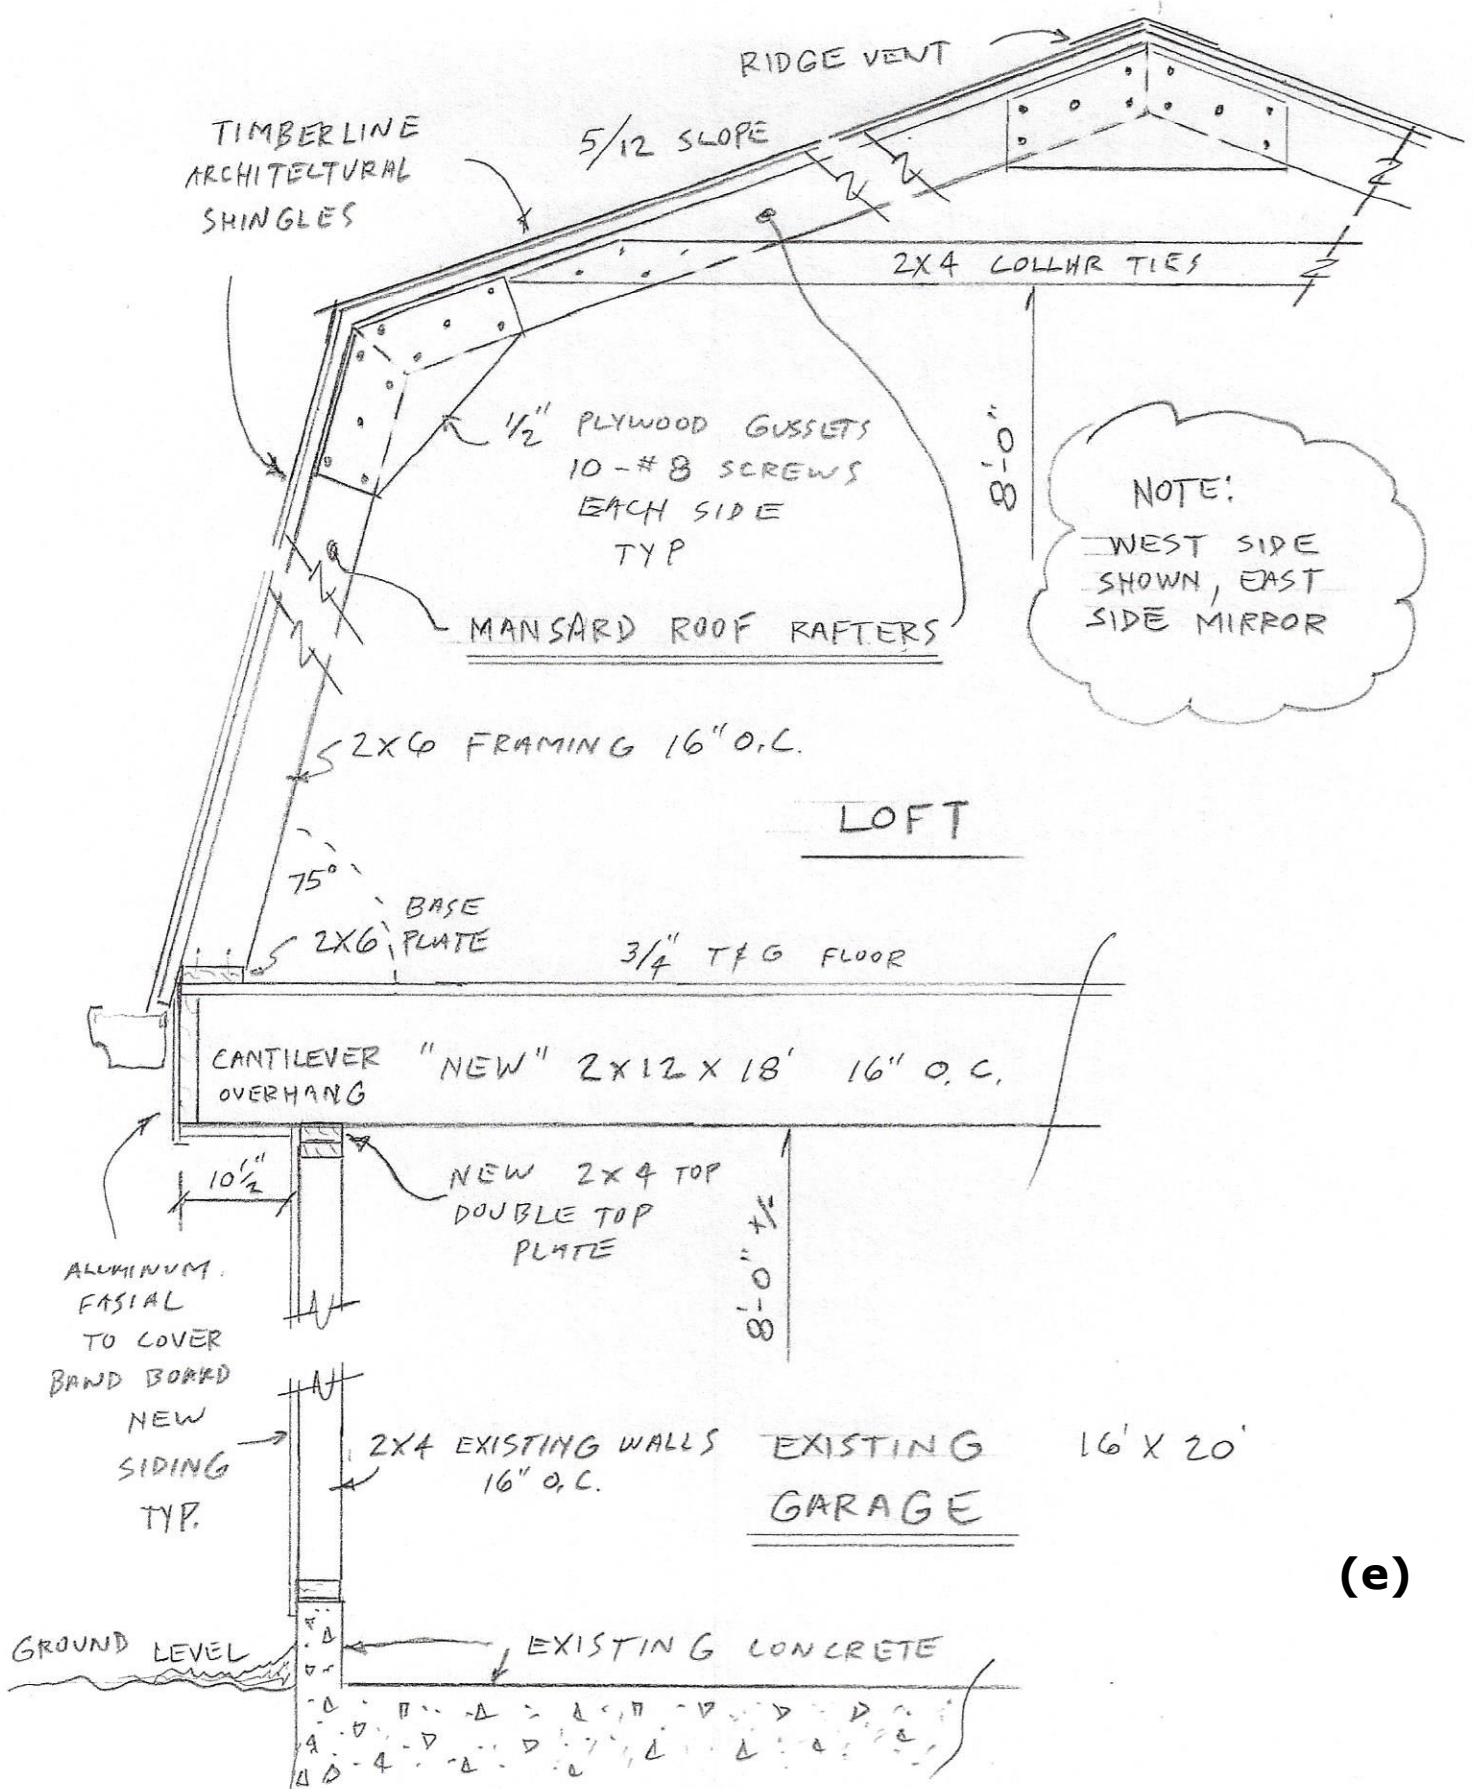 RIDGE VENT
TIMBERLINE
ARCHITECTURAL
SHINGLES
5/12 SLOPE
2X4 COLLAR TIES
1/2" PLYWOOD GUSSETS
10-#8 SCREWS
EACH SIDE
TYP
8'-0"
NOTE:
WEST SIDE
SHOWN, EAST
SIDE MIRROR
MANSARD ROOF RAFTERS
2X6 FRAMING 16" O.C.
LOFT
75°
2X6 BASE
PLATE
3/4" T&G FLOOR
CANTILEVER
OVERHANG
"NEW" 2X12 X 18' 16" O.C.
10 1/2"
NEW 2X4 TOP
DOUBLE TOP
PLATE
8'-0" +/-
ALUMINUM
FASIAL
TO COVER
BAND BOARD
NEW
SIDING
TYP.
2X4 EXISTING WALLS
16" O.C.
EXISTING
GARAGE
16' X 20'
(e)
GROUND LEVEL
EXISTING CONCRETE